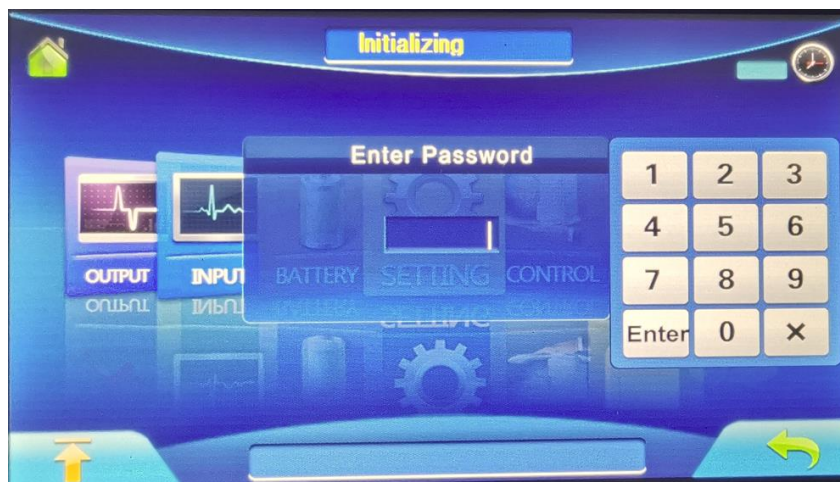 Initializing
Enter Password
1 2 3
4 5 6
7 8 9
Enter 0 ×
OUTPUT INPUT BATTERY SETTING CONTROL